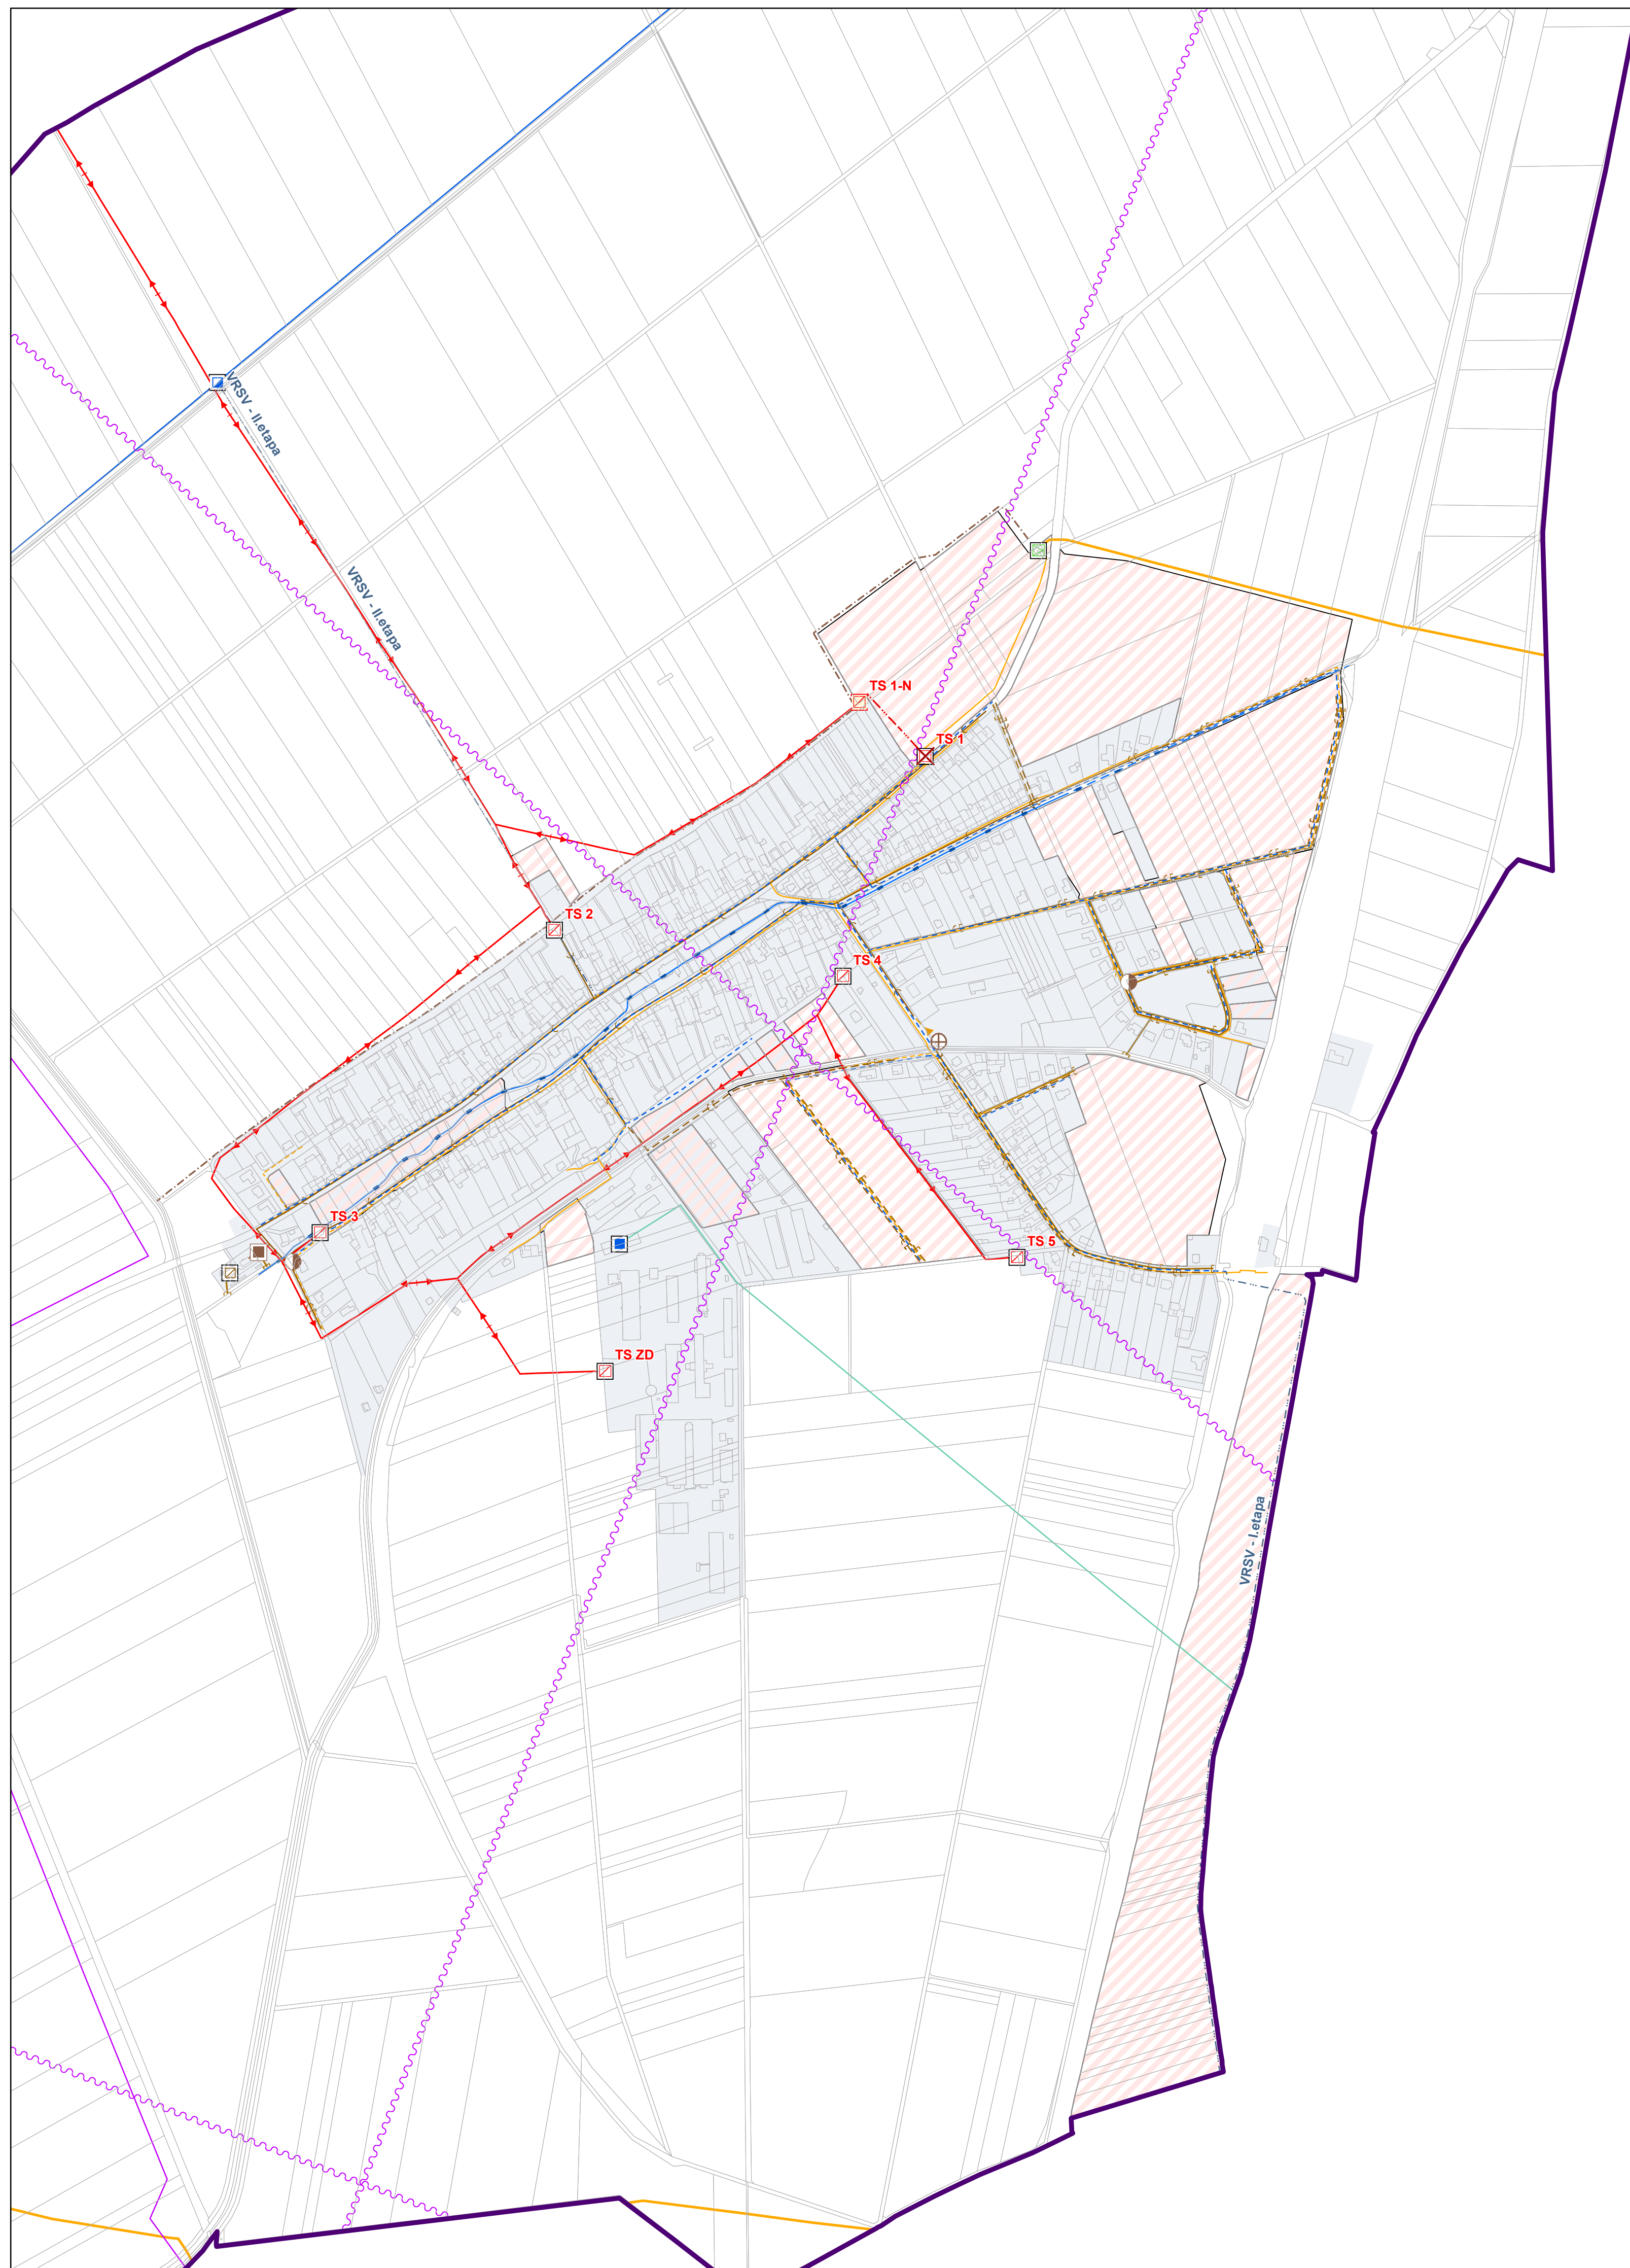 VRSV - II.etapa
VRSV - II.etapa
TS 1-N
TS 1
TS 2
TS 4
TS 3
TS 5
TS ZD
VRSV - I.etapa